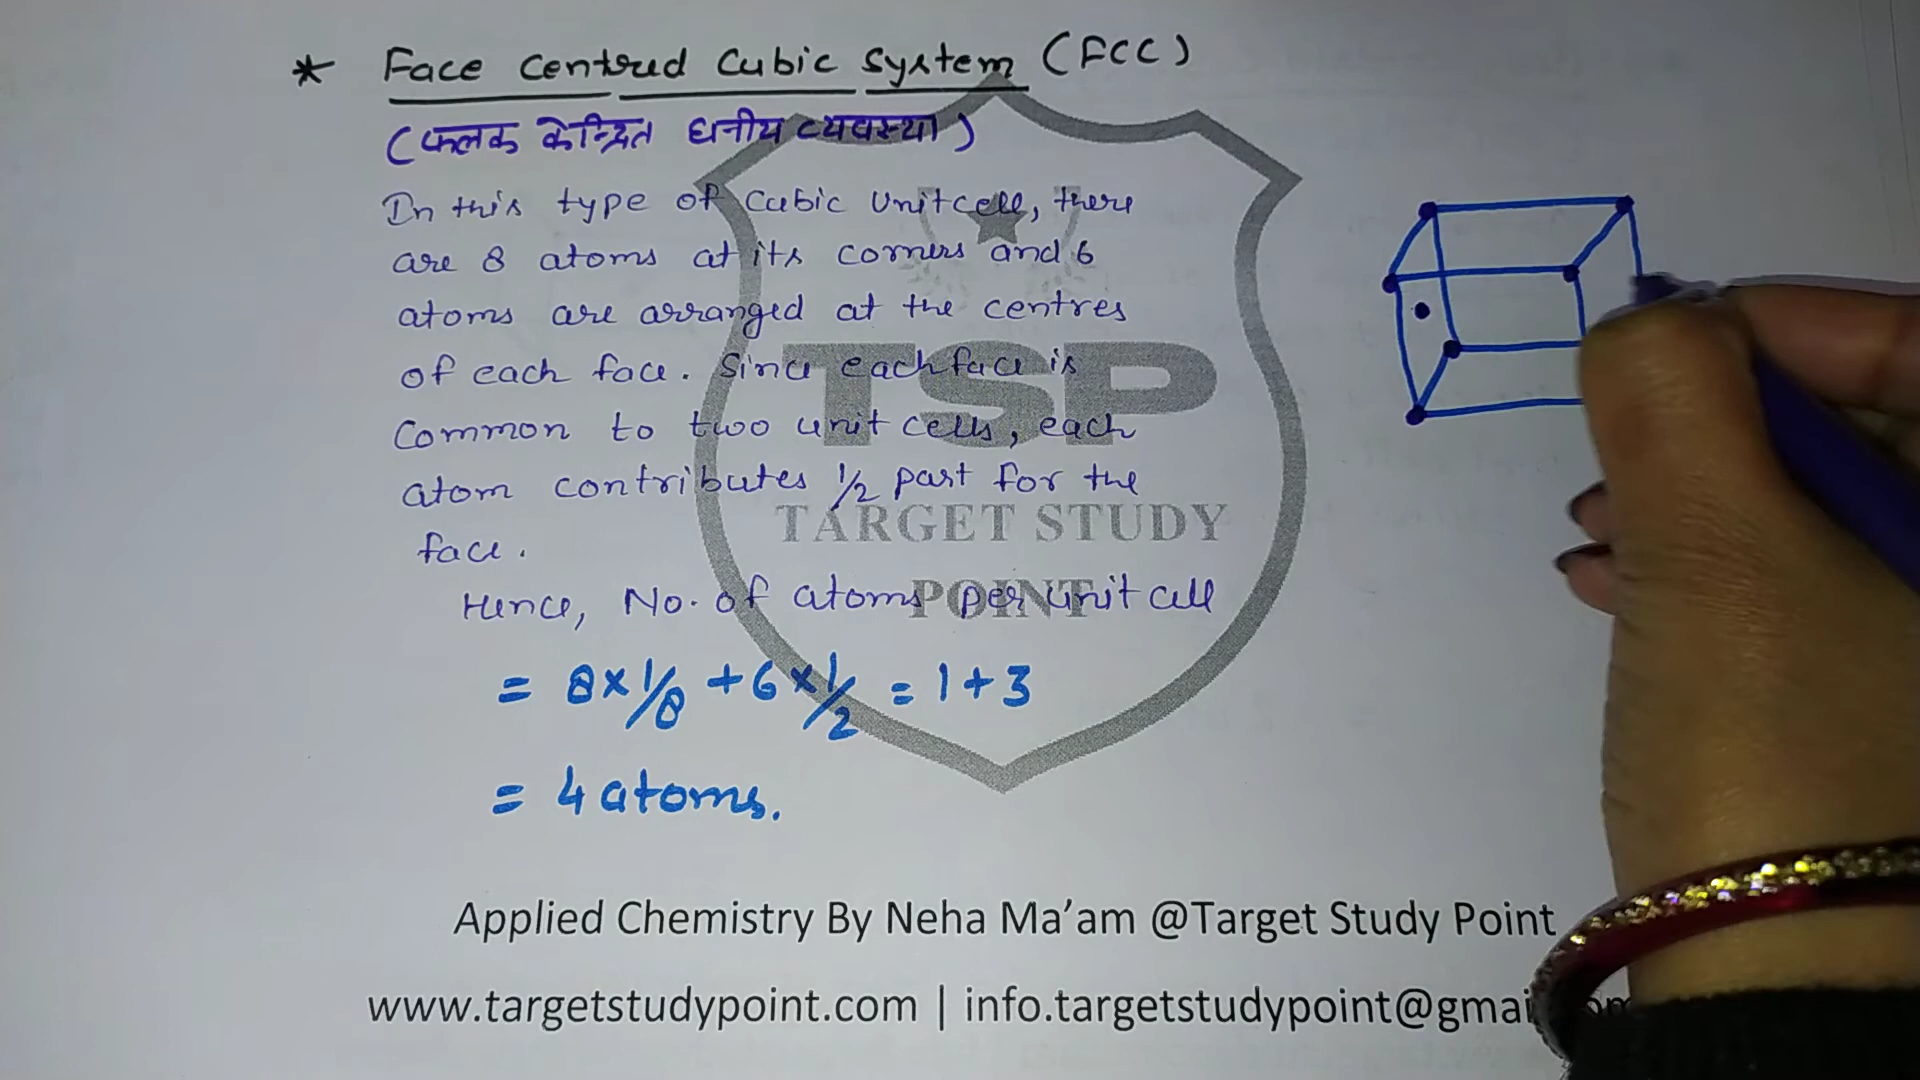 * Face Centred Cubic System (FCC)
(फलक केन्द्रित घनीय व्यवस्था)
In this type of Cubic Unitcell, there
are 8 atoms at its corners and 6
atoms are arranged at the centres
of each face. Since each face is
Common to two unit cells, each
atom contributes 1/2 part for the
face.
Hence, No. of atoms per unit cell
= 8×1/8 + 6×1/2 = 1+3
= 4 atoms.
TSP
TARGET STUDY
POINT
Applied Chemistry By Neha Ma’am @Target Study Point
www.targetstudypoint.com | info.targetstudypoint@gmai